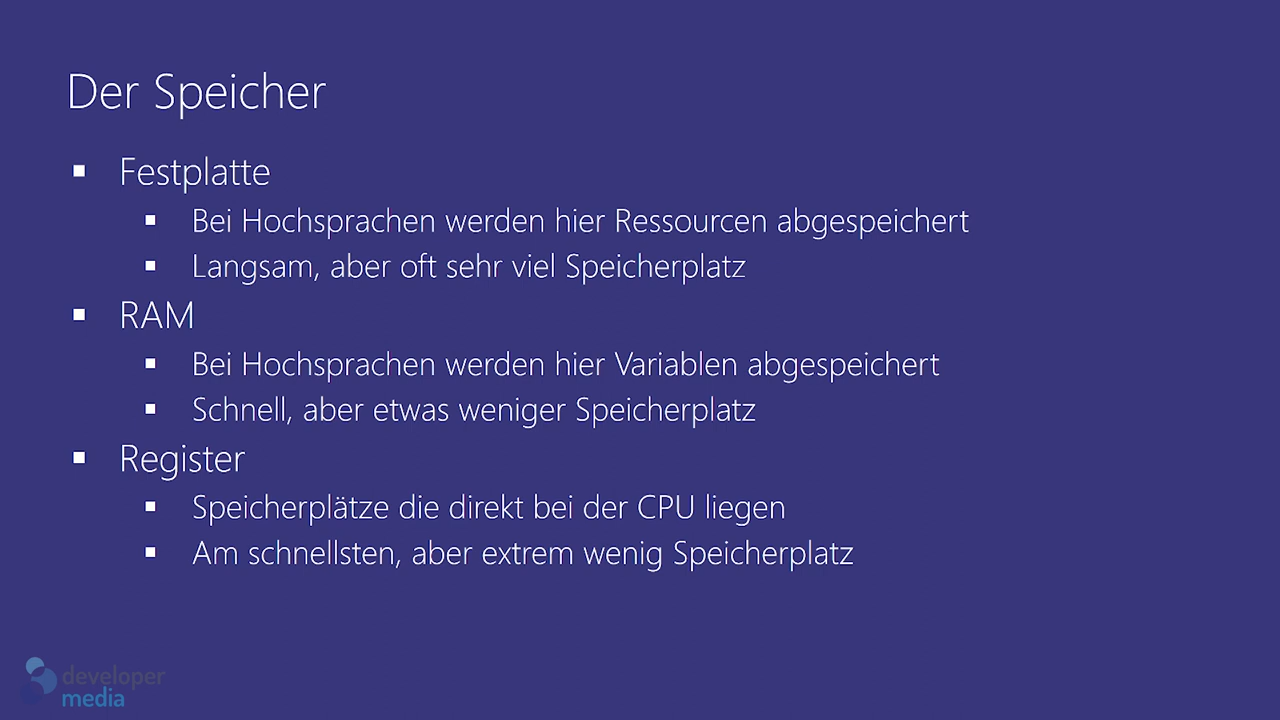 Der Speicher
▪ Festplatte
▪ Bei Hochsprachen werden hier Ressourcen abgespeichert
▪ Langsam, aber oft sehr viel Speicherplatz
▪ RAM
▪ Bei Hochsprachen werden hier Variablen abgespeichert
▪ Schnell, aber etwas weniger Speicherplatz
▪ Register
▪ Speicherplätze die direkt bei der CPU liegen
▪ Am schnellsten, aber extrem wenig Speicherplatz
developer
media